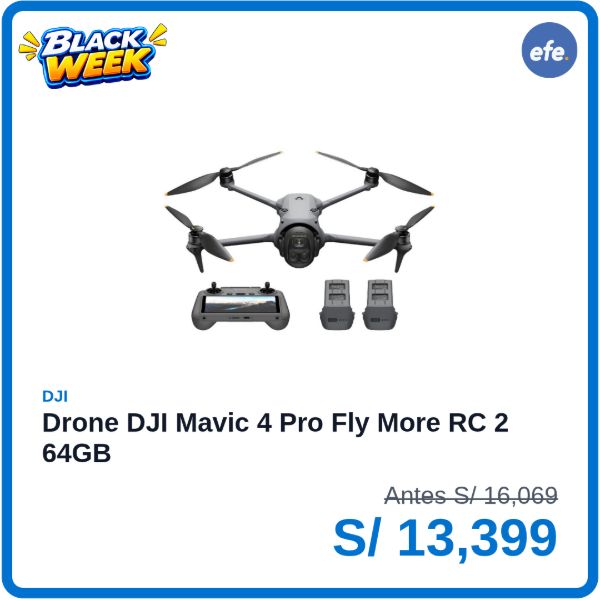 BLACK
WEEK
efe.
DJI
Drone DJI Mavic 4 Pro Fly More RC 2
64GB
Antes S/ 16,069
S/ 13,399